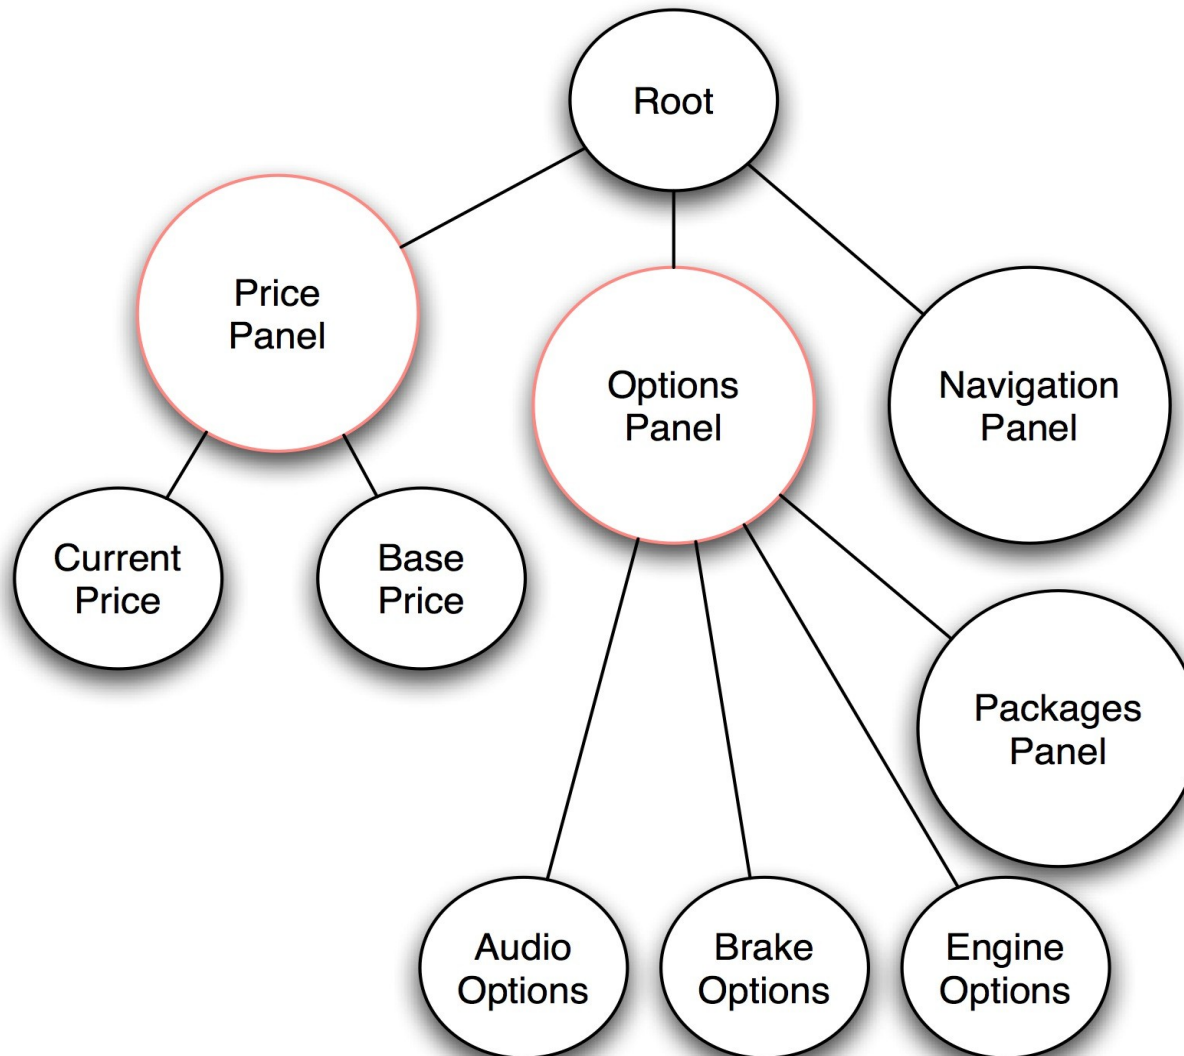 Root
Price
Panel
Options
Panel
Navigation
Panel
Current
Price
Base
Price
Packages
Panel
Audio
Options
Brake
Options
Engine
Options